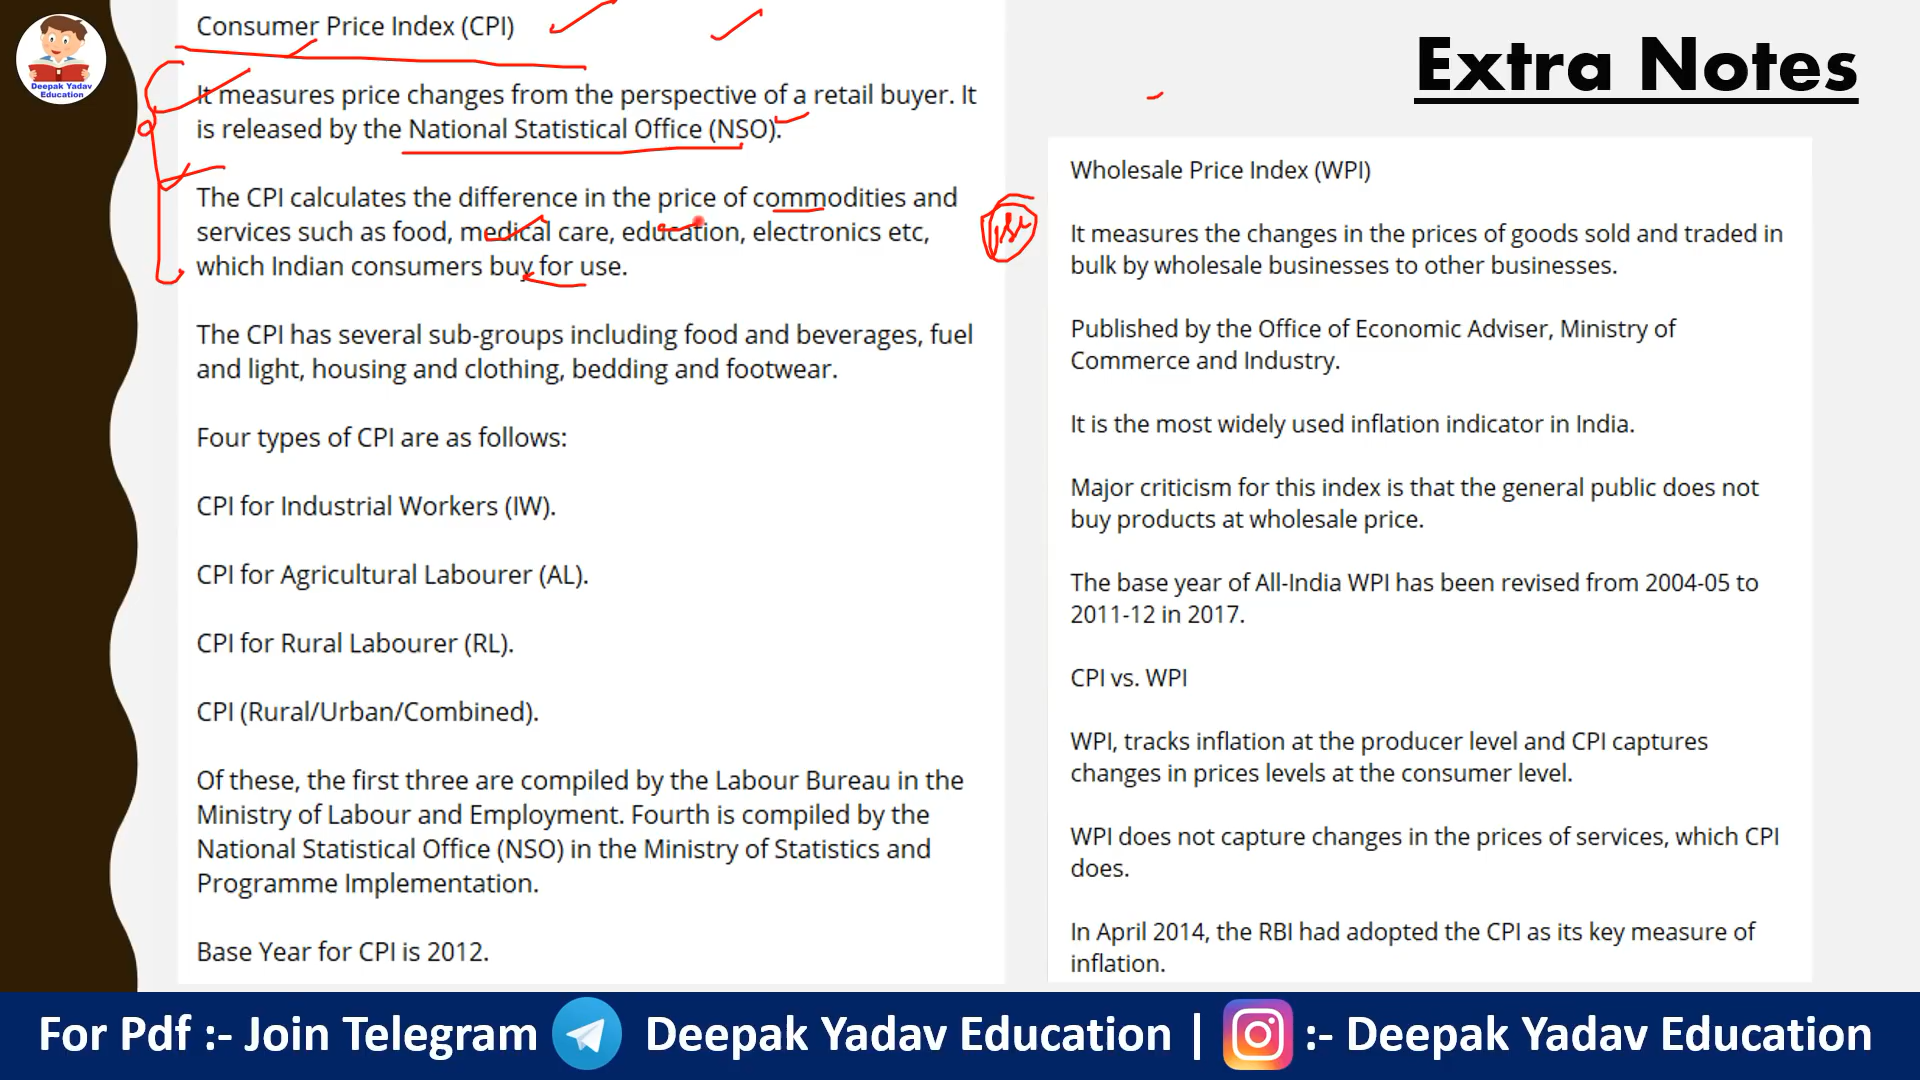 Deepak Yadav
Education
Consumer Price Index (CPI)
It measures price changes from the perspective of a retail buyer. It
is released by the National Statistical Office (NSO).
The CPI calculates the difference in the price of commodities and
services such as food, medical care, education, electronics etc,
which Indian consumers buy for use.
The CPI has several sub-groups including food and beverages, fuel
and light, housing and clothing, bedding and footwear.
Four types of CPI are as follows:
CPI for Industrial Workers (IW).
CPI for Agricultural Labourer (AL).
CPI for Rural Labourer (RL).
CPI (Rural/Urban/Combined).
Of these, the first three are compiled by the Labour Bureau in the
Ministry of Labour and Employment. Fourth is compiled by the
National Statistical Office (NSO) in the Ministry of Statistics and
Programme Implementation.
Base Year for CPI is 2012.
Extra Notes
Wholesale Price Index (WPI)
It measures the changes in the prices of goods sold and traded in
bulk by wholesale businesses to other businesses.
Published by the Office of Economic Adviser, Ministry of
Commerce and Industry.
It is the most widely used inflation indicator in India.
Major criticism for this index is that the general public does not
buy products at wholesale price.
The base year of All-India WPI has been revised from 2004-05 to
2011-12 in 2017.
CPI vs. WPI
WPI, tracks inflation at the producer level and CPI captures
changes in prices levels at the consumer level.
WPI does not capture changes in the prices of services, which CPI
does.
In April 2014, the RBI had adopted the CPI as its key measure of
inflation.
For Pdf :- Join Telegram Deepak Yadav Education | :- Deepak Yadav Education